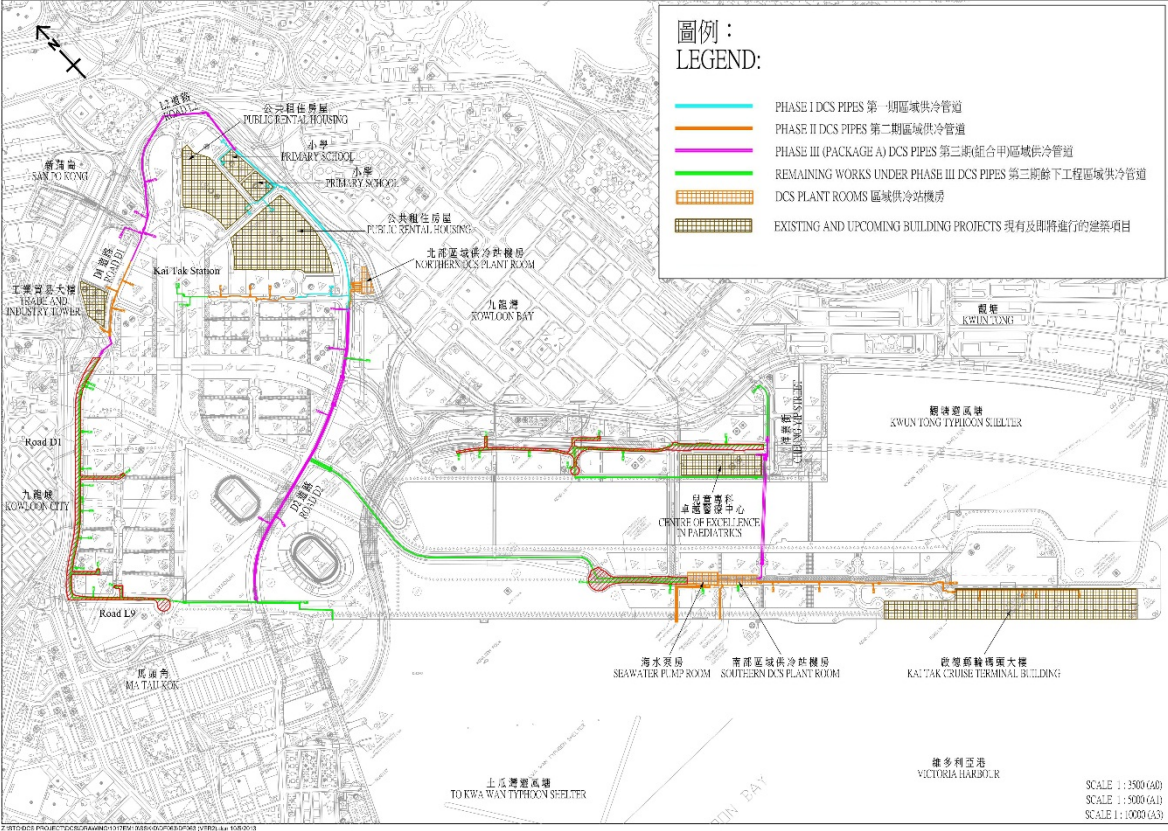 圖例：
LEGEND:
PHASE I DCS PIPES 第一期區域供冷管道
PHASE II DCS PIPES 第二期區域供冷管道
PHASE III (PACKAGE A) DCS PIPES 第三期(組合甲)區域供冷管道
REMAINING WORKS UNDER PHASE III DCS PIPES 第三期餘下工程區域供冷管道
DCS PLANT ROOMS 區域供冷站機房
EXISTING AND UPCOMING BUILDING PROJECTS 現有及即將進行的建築項目
N
L2 道路
ROAD L2
公共租住房屋
PUBLIC RENTAL HOUSING
小學
PRIMARY SCHOOL
小學
PRIMARY SCHOOL
新蒲崗
SAN PO KONG
公共租住房屋
PUBLIC RENTAL HOUSING
北部區域供冷站機房
NORTHERN DCS PLANT ROOM
D1 道路
ROAD D1
Kai Tak Station
工業貿易大樓
TRADE AND
INDUSTRY TOWER
九龍灣
KOWLOON BAY
觀塘
KWUN TONG
祥業街
CHEUNG YIP STREET
觀塘避風塘
KWUN TONG TYPHOON SHELTER
Road D1
九龍城
KOWLOON CITY
D2 道路
ROAD D2
兒童專科
卓越醫療中心
CENTRE OF EXCELLENCE
IN PAEDIATRICS
Road L9
馬頭角
MA TAU KOK
海水泵房
SEAWATER PUMP ROOM
南部區域供冷站機房
SOUTHERN DCS PLANT ROOM
啟德郵輪碼頭大樓
KAI TAK CRUISE TERMINAL BUILDING
土瓜灣避風塘
TO KWA WAN TYPHOON SHELTER
BAY
維多利亞港
VICTORIA HARBOUR
SCALE 1 : 3500 (A0)
SCALE 1 : 5000 (A1)
SCALE 1 : 10000 (A3)